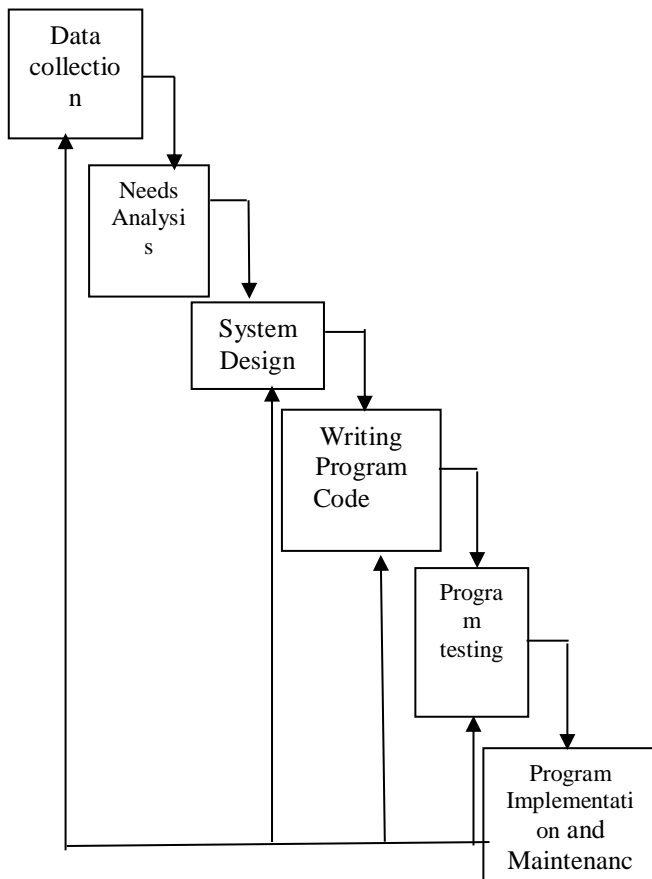 Data
collectio
n
Needs
Analysi
s
System
Design
Writing
Program
Code
Progra
m
testing
Program
Implementati
on and
Maintenanc